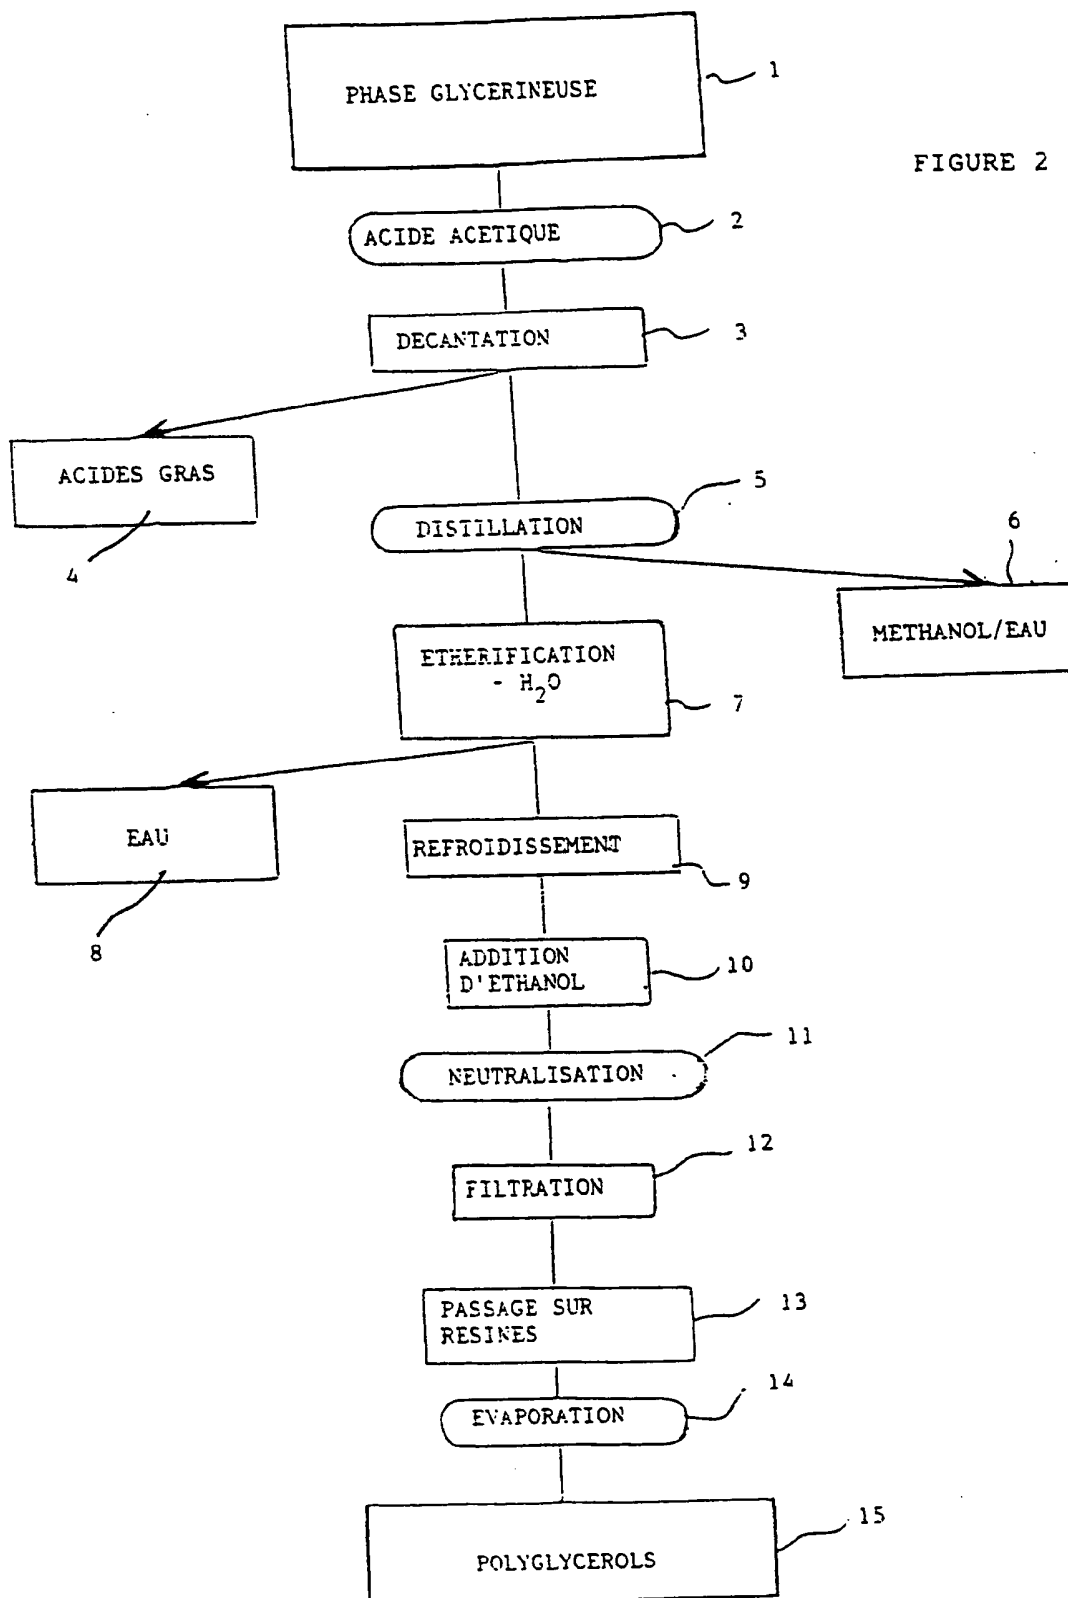 PHASE GLYCERINEUSE
1
FIGURE 2
ACIDE ACETIQUE
2
DECANTATION
3
ACIDES GRAS
4
DISTILLATION
5
6
METHANOL/EAU
ETHERIFICATION
- H2O
7
EAU
8
REFROIDISSEMENT
9
ADDITION
D'ETHANOL
10
NEUTRALISATION
11
FILTRATION
12
PASSAGE SUR
RESINES
13
EVAPORATION
14
POLYGLYCEROLS
15